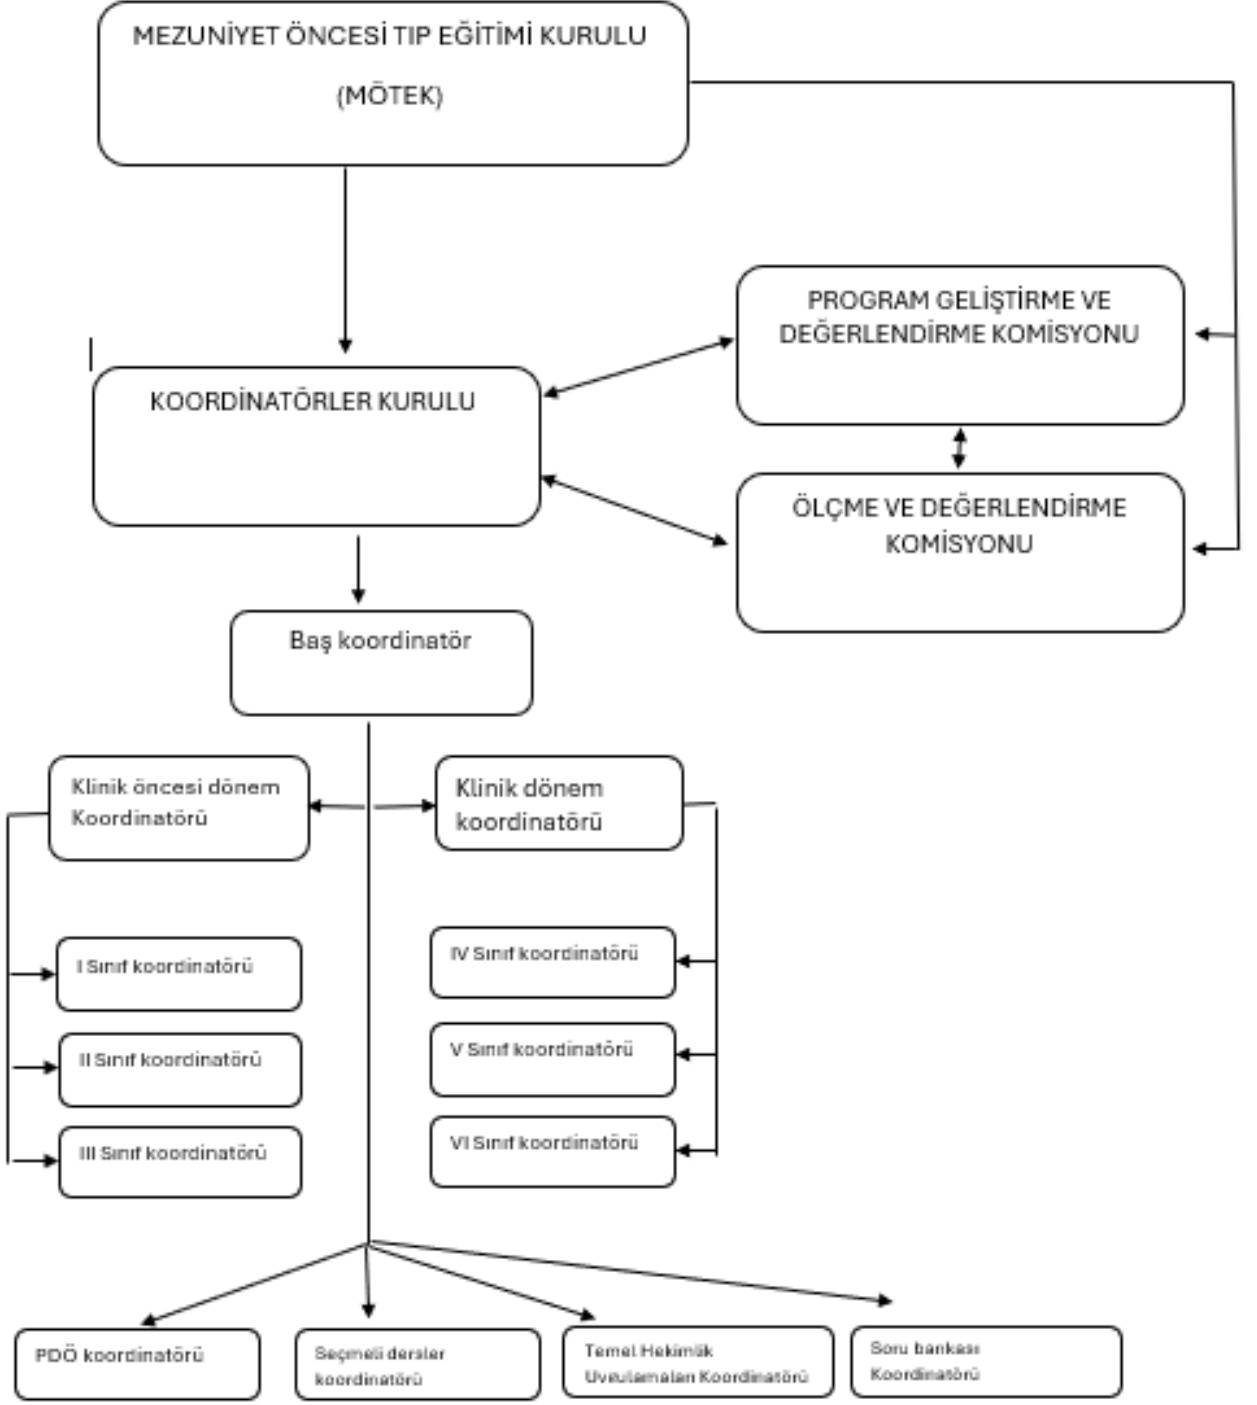 MEZUNİYET ÖNCESİ TIP EĞİTİMİ KURULU
(MÖTEK)
PROGRAM GELİŞTİRME VE
DEĞERLENDİRME KOMİSYONU
KOORDİNATÖRLER KURULU
ÖLÇME VE DEĞERLENDİRME
KOMİSYONU
Baş koordinatör
Klinik öncesi dönem
Koordinatörü
Klinik dönem
koordinatörü
I Sınıf koordinatörü
II Sınıf koordinatörü
III Sınıf koordinatörü
IV Sınıf koordinatörü
V Sınıf koordinatörü
VI Sınıf koordinatörü
PDÖ koordinatörü
Seçmeli dersler
koordinatörü
Temel Hekimlik
Uygulamaları Koordinatörü
Soru bankası
Koordinatörü